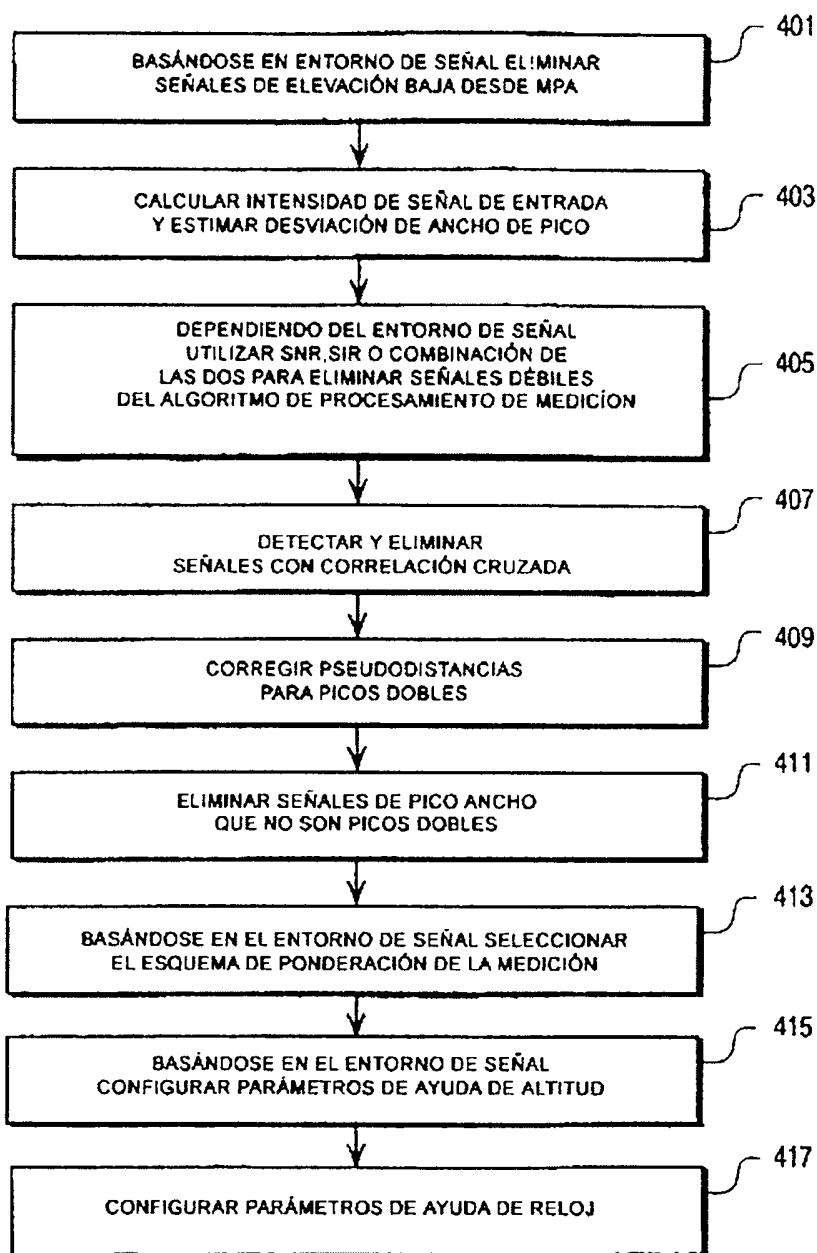 401
BASÁNDOSE EN ENTORNO DE SEÑAL ELIMINAR
SEÑALES DE ELEVACIÓN BAJA DESDE MPA
403
CALCULAR INTENSIDAD DE SEÑAL DE ENTRADA
Y ESTIMAR DESVIACIÓN DE ANCHO DE PICO
405
DEPENDIENDO DEL ENTORNO DE SEÑAL
UTILIZAR SNR,SIR O COMBINACIÓN DE
LAS DOS PARA ELIMINAR SEÑALES DÉBILES
DEL ALGORITMO DE PROCESAMIENTO DE MEDICÍON
407
DETECTAR Y ELIMINAR
SEÑALES CON CORRELACIÓN CRUZADA
409
CORREGIR PSEUDODISTANCIAS
PARA PICOS DOBLES
411
ELIMINAR SEÑALES DE PICO ANCHO
QUE NO SON PICOS DOBLES
413
BASÁNDOSE EN EL ENTORNO DE SEÑAL SELECCIONAR
EL ESQUEMA DE PONDERACIÓN DE LA MEDICIÓN
415
BASÁNDOSE EN EL ENTORNO DE SEÑAL
CONFIGURAR PARÁMETROS DE AYUDA DE ALTITUD
417
CONFIGURAR PARÁMETROS DE AYUDA DE RELOJ